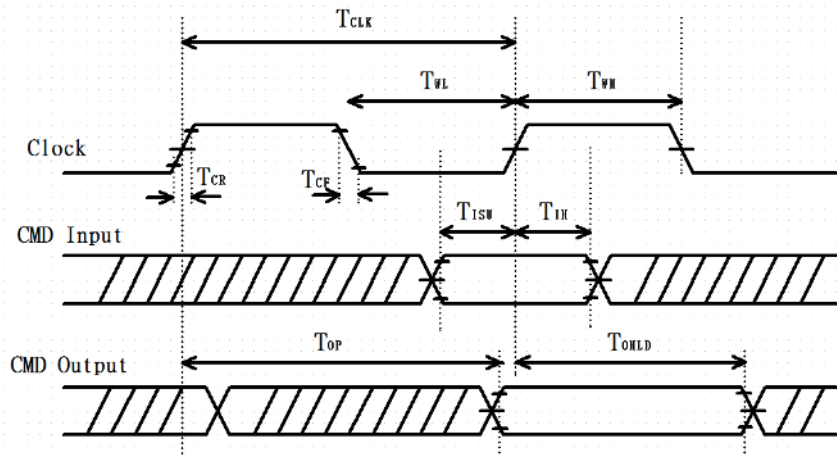 TCLK
TWL
TWH
Clock
TCR
TCF
TISU
TIH
CMD Input
TOP
TOHLD
CMD Output